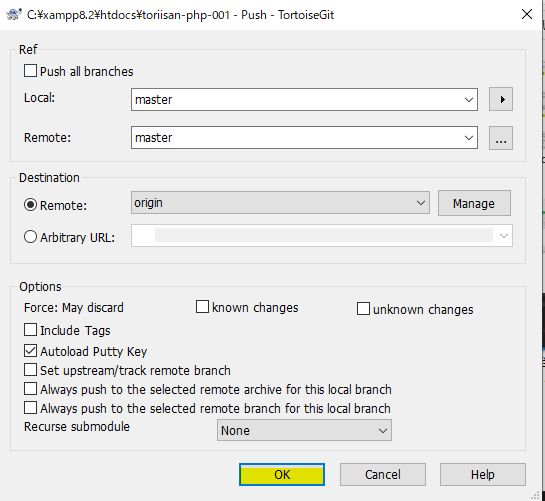 C:¥xampp8.2¥htdocs¥toriisan-php-001 - Push - TortoiseGit
Ref
Push all branches
Local:
master
Remote:
master
...
Destination
Remote:
origin
Manage
Arbitrary URL:
Options
Force: May discard
known changes
unknown changes
Include Tags
Autoload Putty Key
Set upstream/track remote branch
Always push to the selected remote archive for this local branch
Always push to the selected remote branch for this local branch
Recurse submodule
None
OK
Cancel
Help